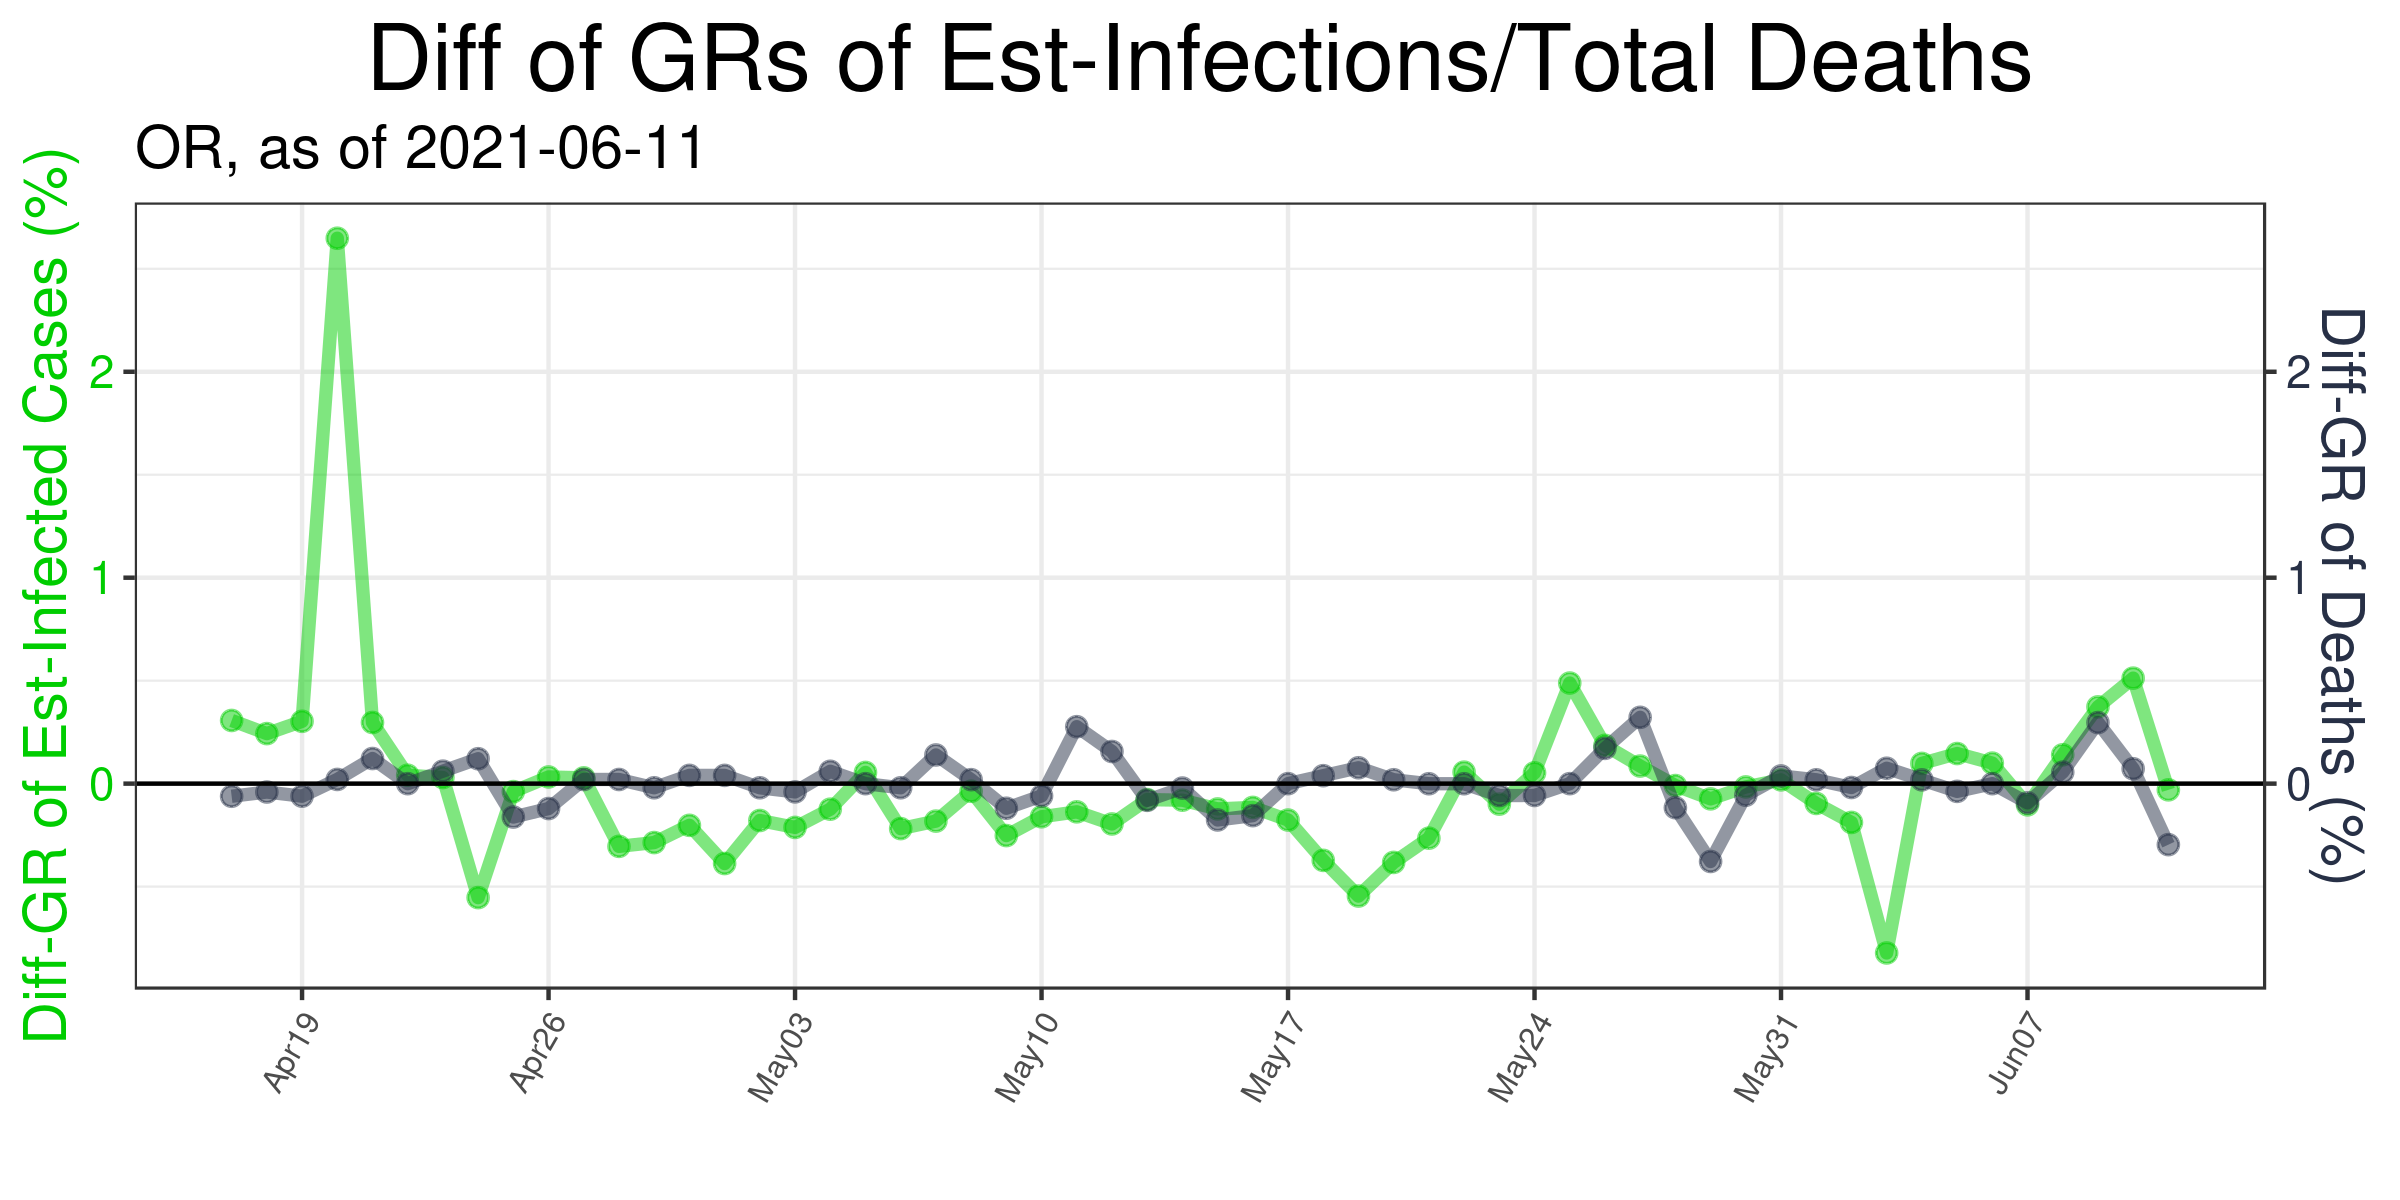 Diff of GRs of Est-Infections/Total Deaths
OR, as of 2021-06-11
Diff-GR of Est-Infected Cases (%)
2
1
0
2
1
0
Diff-GR of Deaths (%)
Apr19
Apr26
May03
May10
May17
May24
May31
Jun07